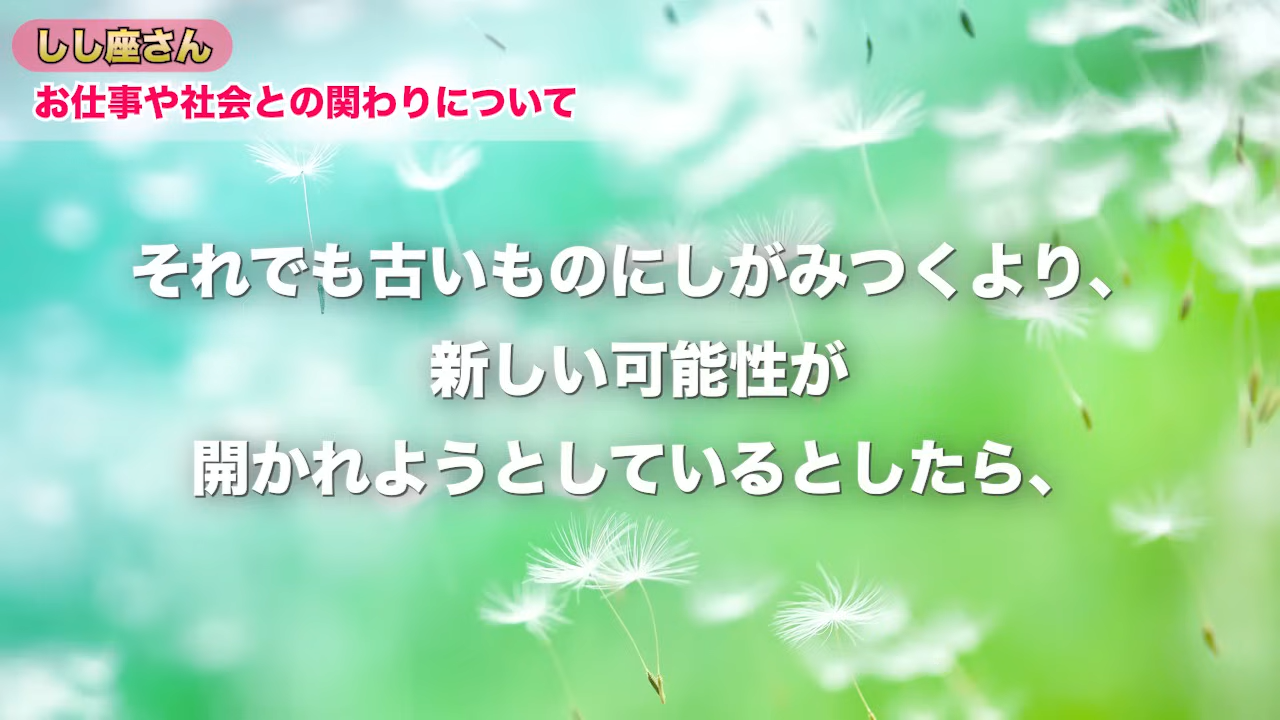 しし座さん
お仕事や社会との関わりについて
それでも古いものにしがみつくより、
新しい可能性が
開かれようとしているとしたら、